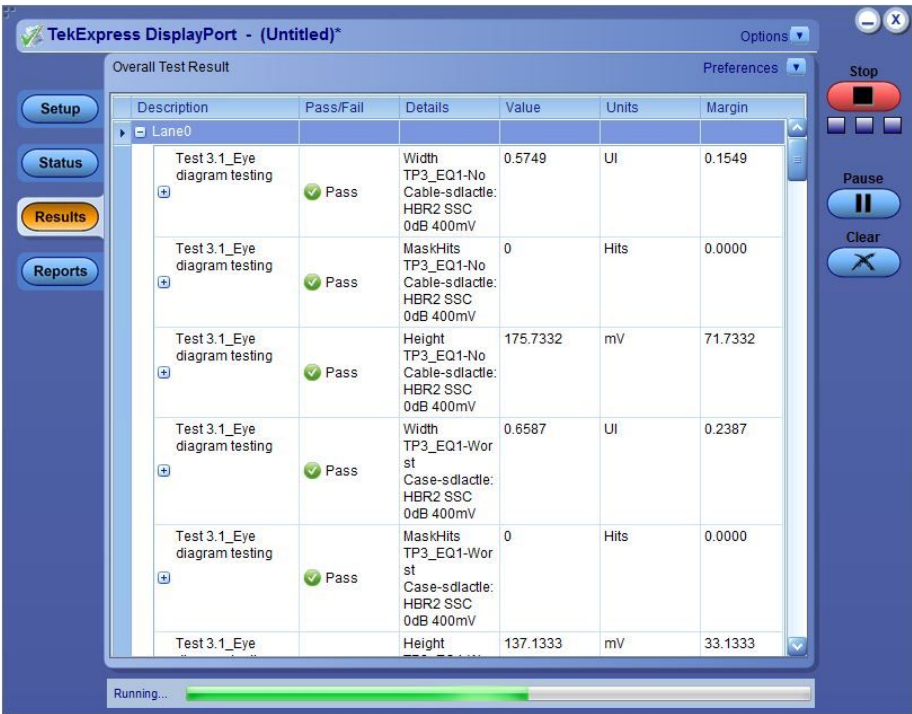 TekExpress DisplayPort - (Untitled)*
Options
X
Overall Test Result
Preferences
Stop
Setup
Status
Results
Reports
Pause
Clear
Description Pass/Fail Details Value Units Margin
Lane0
Test 3.1_Eye
diagram testing
Pass
Width
TP3_EQ1-No
Cable-sdlactle:
HBR2 SSC
0dB 400mV
0.5749 UI 0.1549
Test 3.1_Eye
diagram testing
Pass
MaskHits
TP3_EQ1-No
Cable-sdlactle:
HBR2 SSC
0dB 400mV
0 Hits 0.0000
Test 3.1_Eye
diagram testing
Pass
Height
TP3_EQ1-No
Cable-sdlactle:
HBR2 SSC
0dB 400mV
175.7332 mV 71.7332
Test 3.1_Eye
diagram testing
Pass
Width
TP3_EQ1-Wor
st
Case-sdlactle:
HBR2 SSC
0dB 400mV
0.6587 UI 0.2387
Test 3.1_Eye
diagram testing
Pass
MaskHits
TP3_EQ1-Wor
st
Case-sdlactle:
HBR2 SSC
0dB 400mV
0 Hits 0.0000
Test 3.1_Eye
Height
137.1333 mV 33.1333
Running...